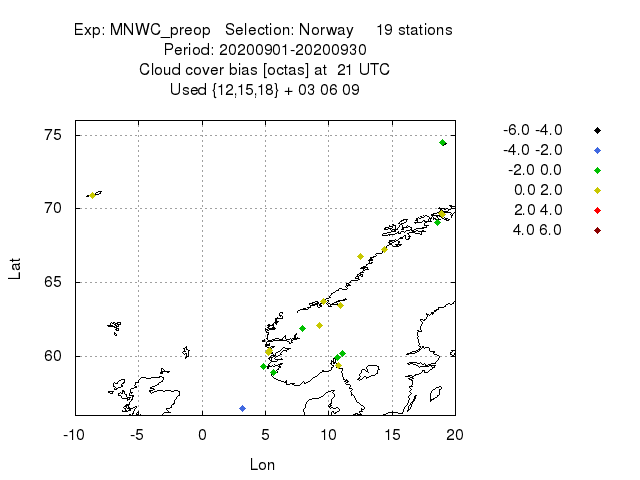 Exp: MNWC_preop   Selection: Norway     19 stations
Period: 20200901-20200930
Cloud cover bias [octas] at  21 UTC
Used {12,15,18} + 03 06 09
75
70
65
60
Lat
-10 -5 0 5 10 15 20
Lon
-6.0 -4.0
-4.0 -2.0
-2.0 0.0
0.0 2.0
2.0 4.0
4.0 6.0